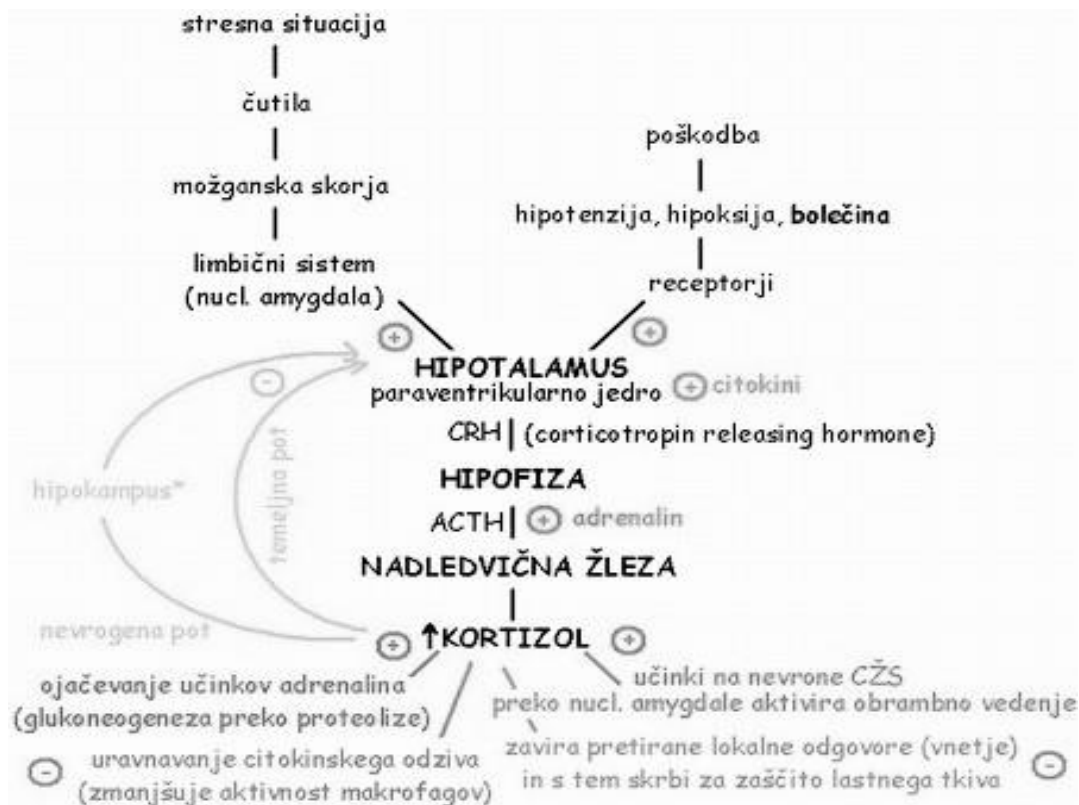 stresna situacija
čutila
možganska skorja
limbični sistem
(nucl. amygdala)
poškodba
hipotenzija, hipoksija, bolečina
receptorji
+
+
HIPOTALAMUS
paraventrikularno jedro
+ citokini
-
CRH (corticotropin releasing hormone)
HIPOFIZA
hipokampus
temeljna pot
ACTH
+ adrenalin
NADLEDVIČNA ŽLEZA
nevrogena pot
+ ↑KORTIZOL +
ojačevanje učinkov adrenalina
(glukoneogeneza preko proteolize)
učinki na nevrone CŽS
preko nucl. amygdale aktivira obrambno vedenje
- uravnavanje citokinskega odziva
(zmanjšuje aktivnost makrofagov)
zavira pretirane lokalne odgovore (vnetje) -
in s tem skrbi za zaščito lastnega tkiva